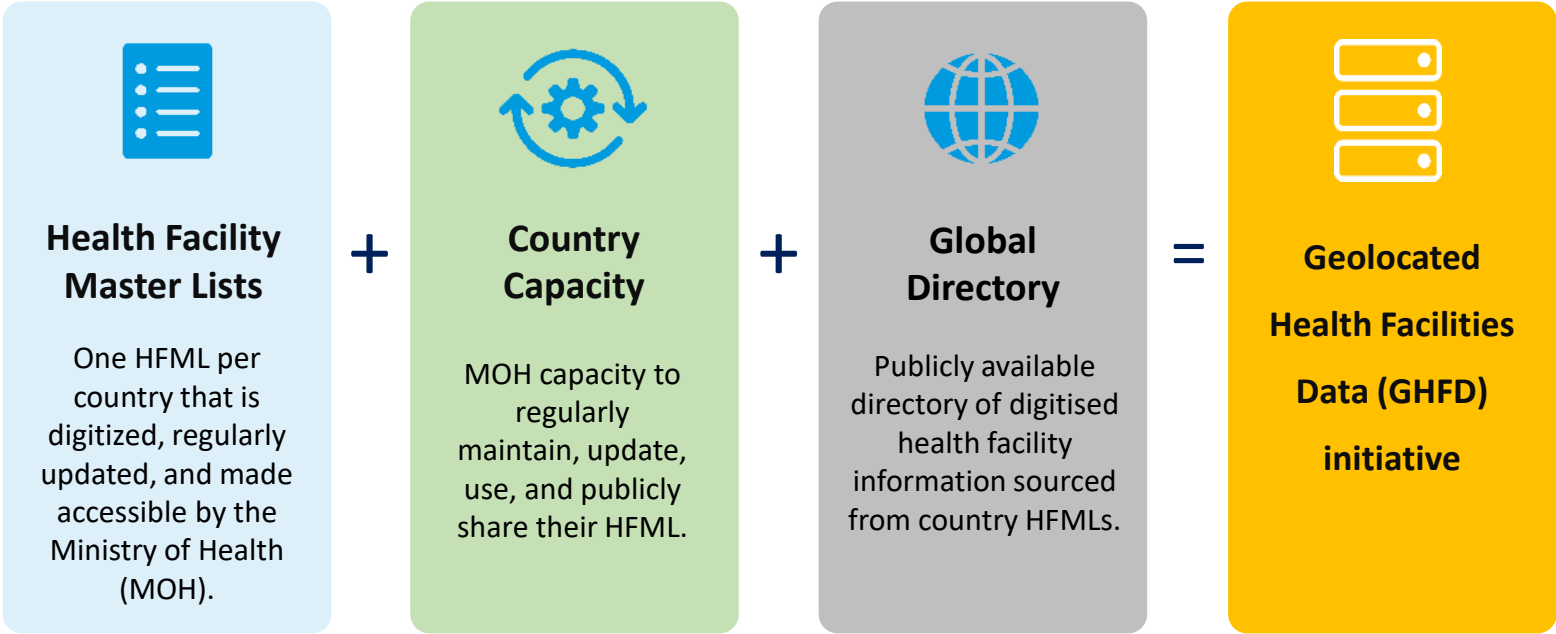 Health Facility
Master Lists
One HFML per
country that is
digitized, regularly
updated, and made
accessible by the
Ministry of Health
(MOH).
+
Country
Capacity
MOH capacity to
regularly
maintain, update,
use, and publicly
share their HFML.
+
Global
Directory
Publicly available
directory of digitised
health facility
information sourced
from country HFMLs.
=
Geolocated
Health Facilities
Data (GHFD)
initiative